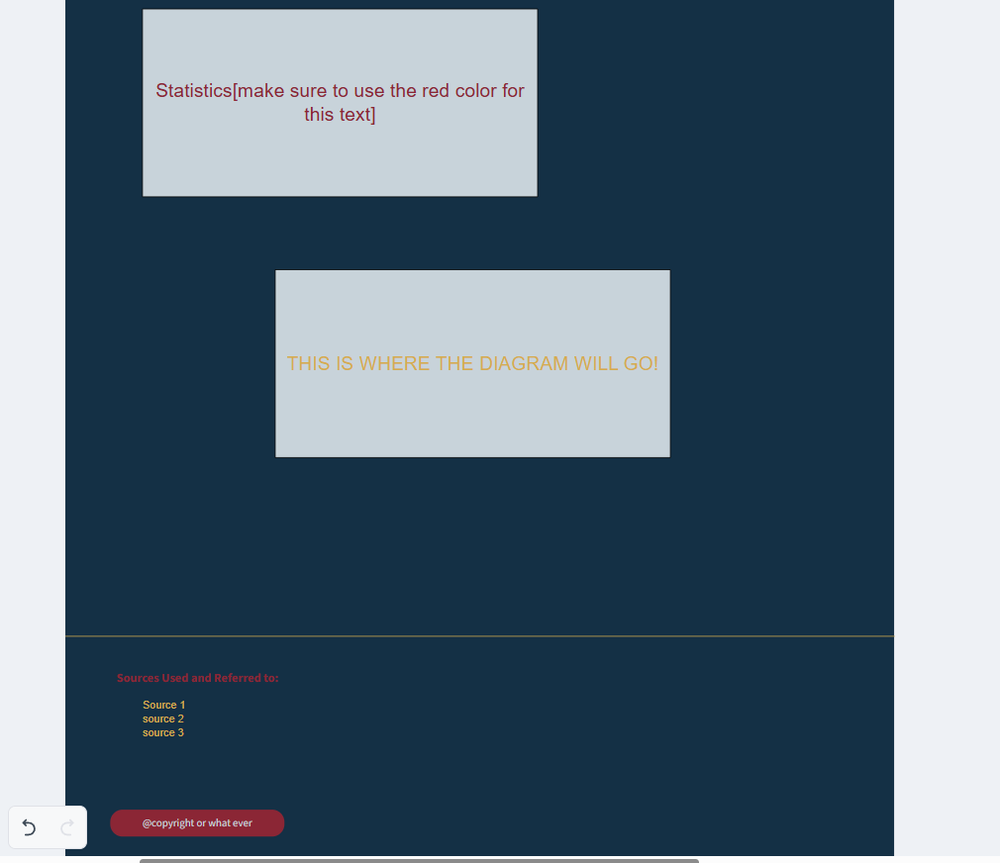 Statistics[make sure to use the red color for
this text]
THIS IS WHERE THE DIAGRAM WILL GO!
Sources Used and Referred to:
Source 1
source 2
source 3
@copyright or what ever